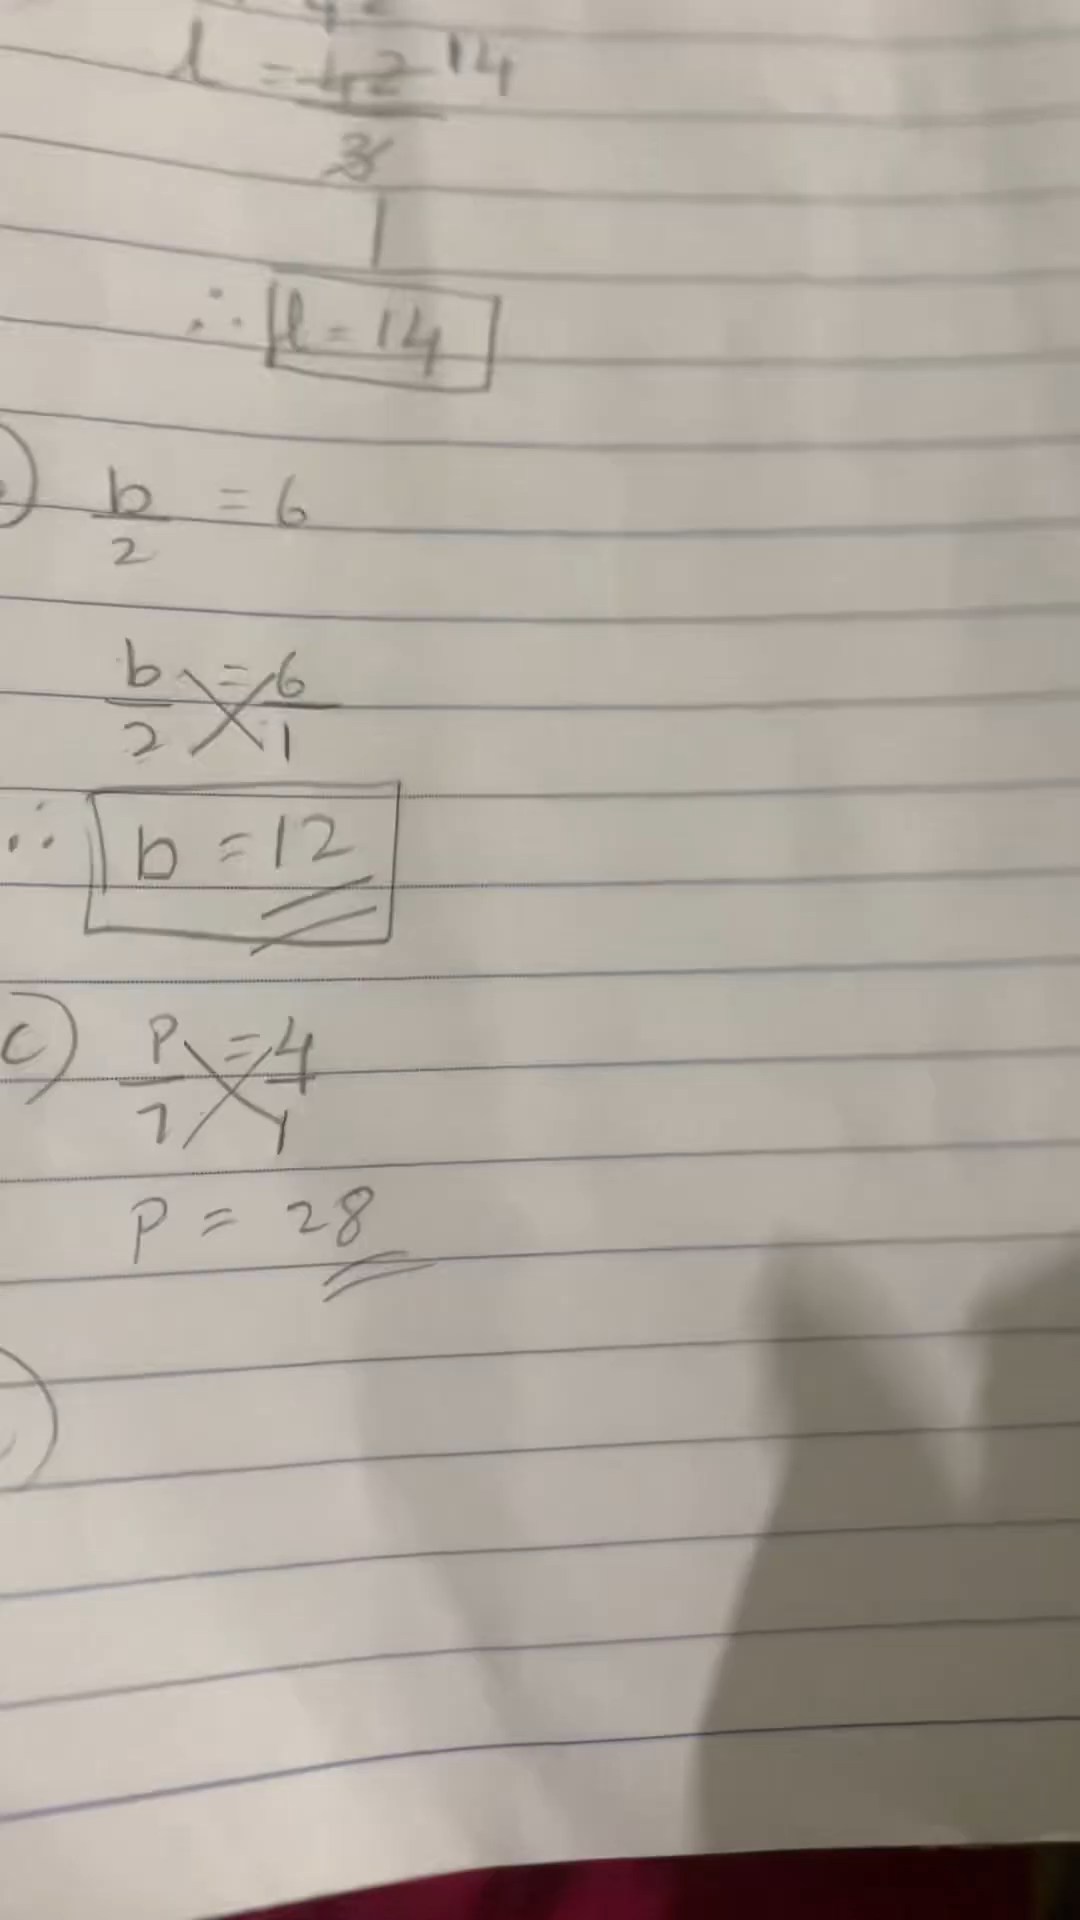 l = 42 14
3
1
∴ l = 14
b = 6
2
b = 6
2 1
∴ b = 12
c) P = 4
7 1
P = 28